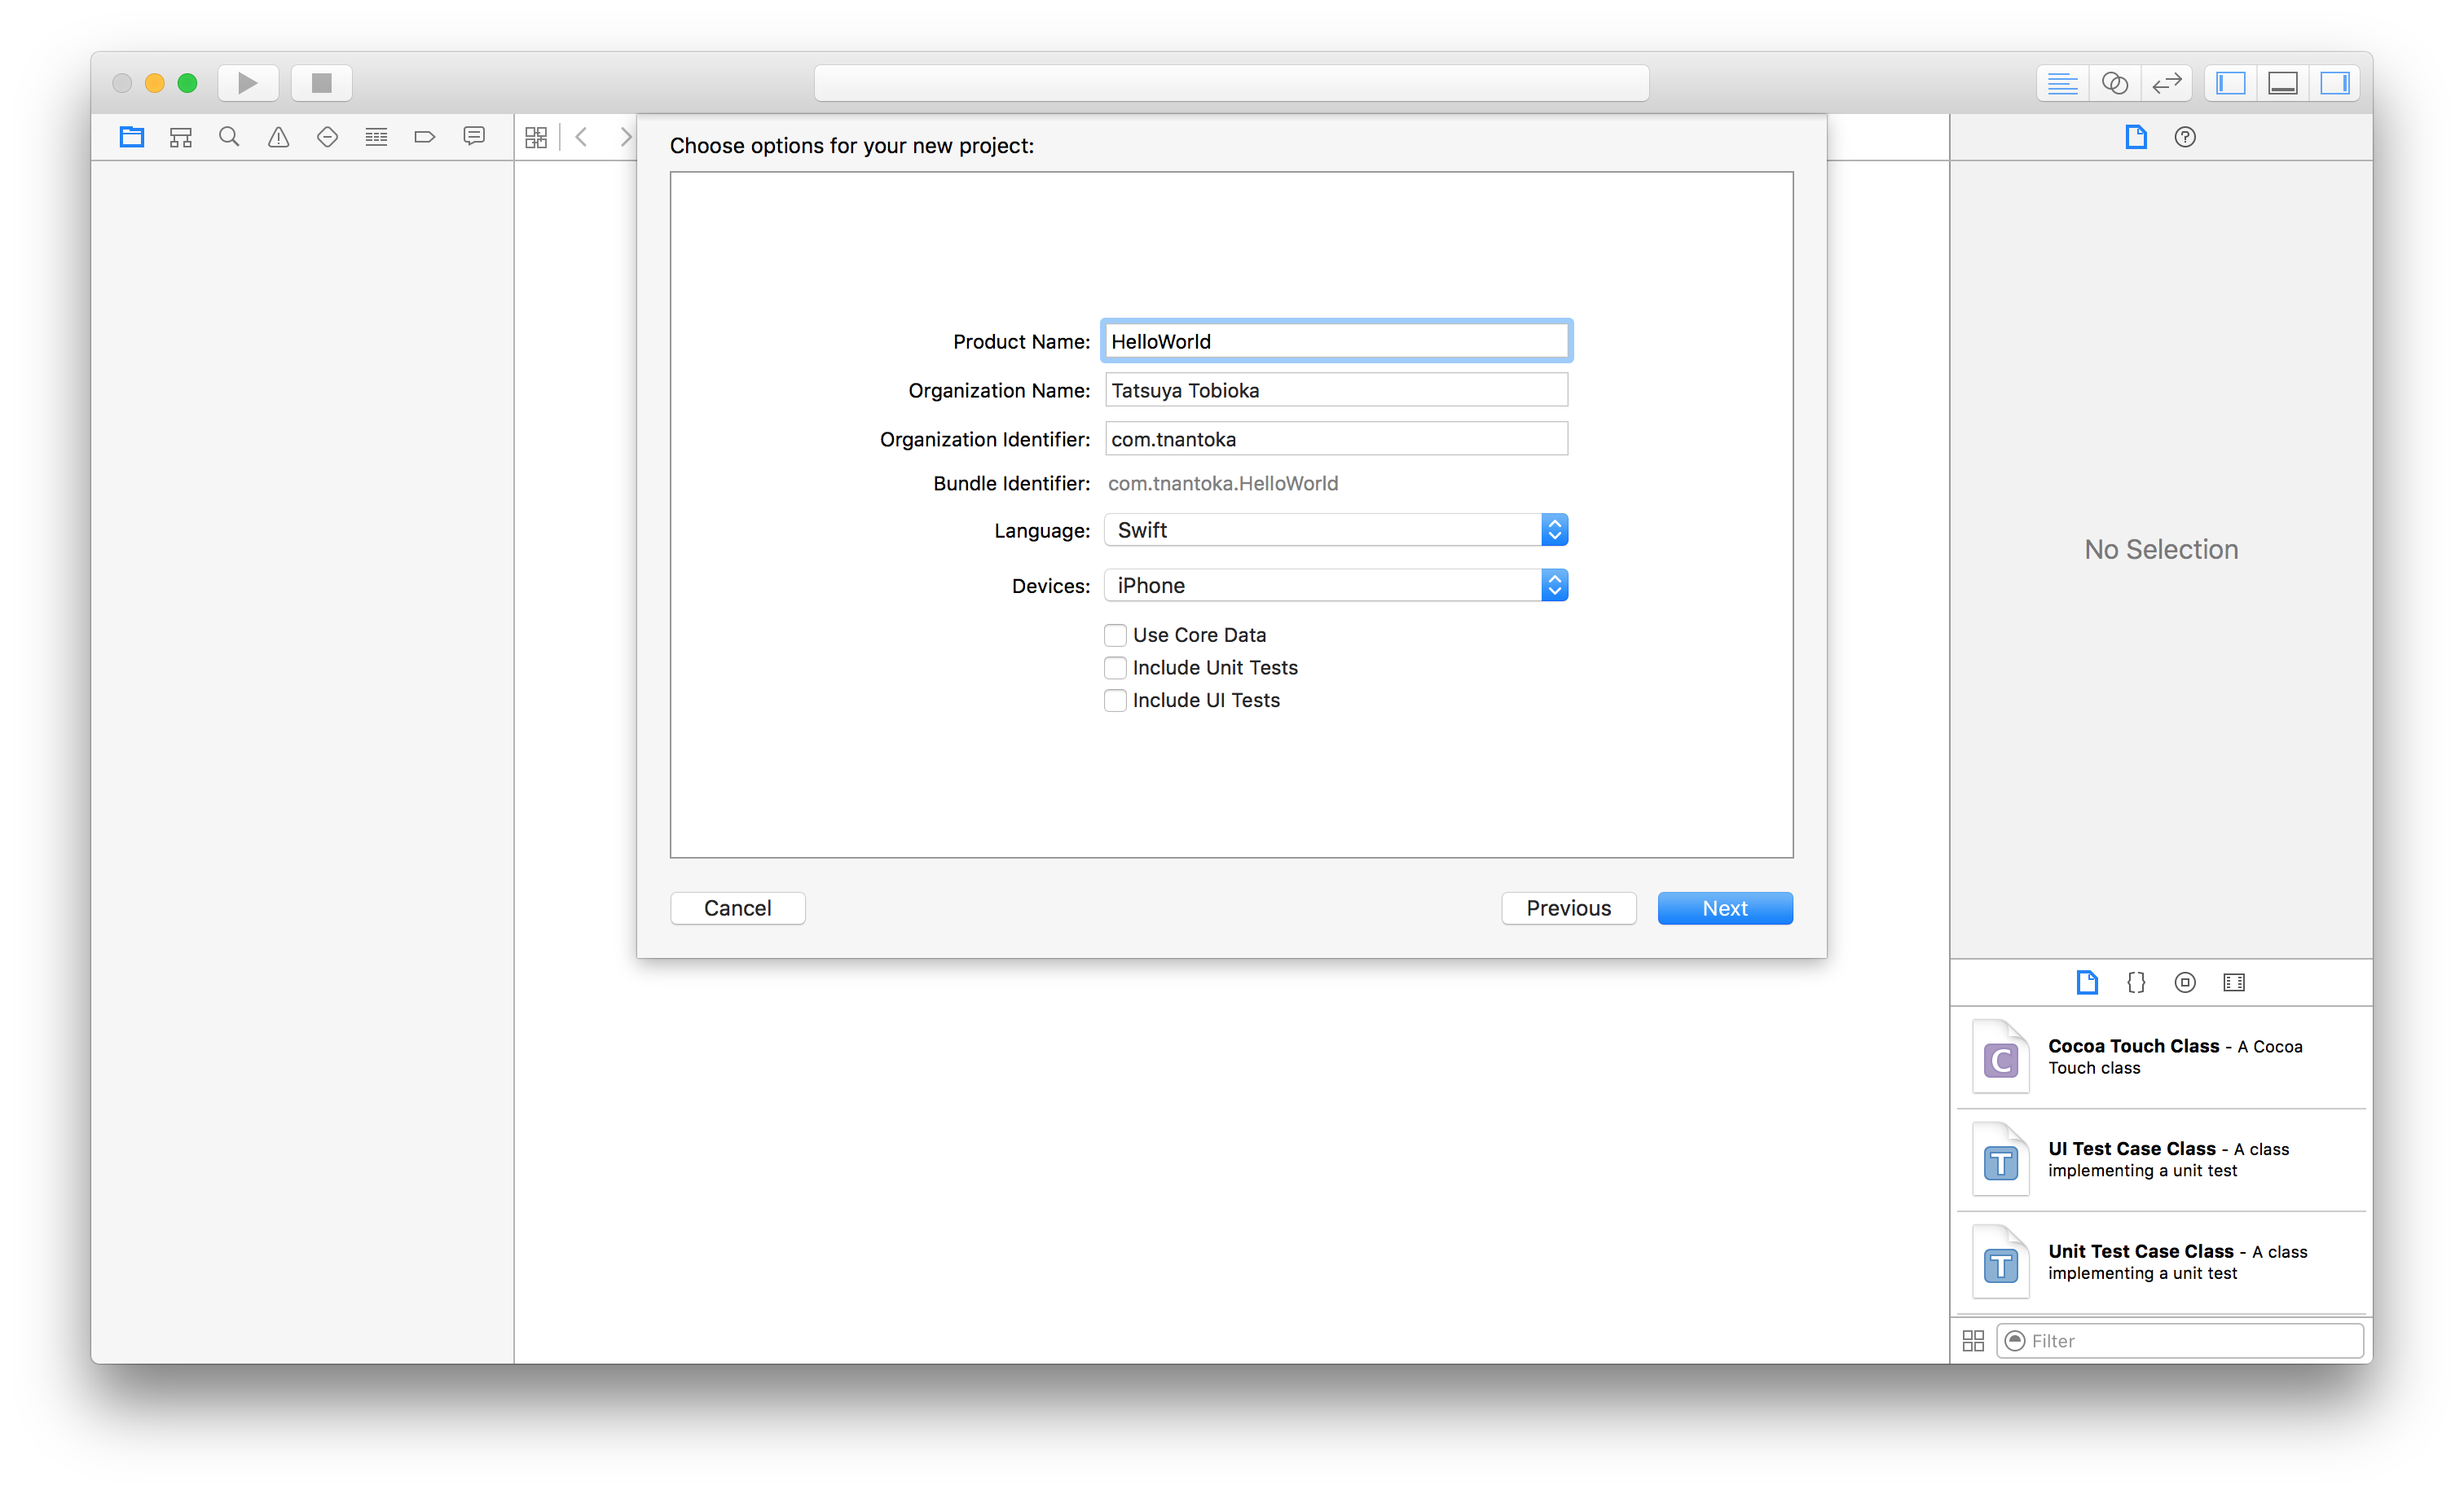 Choose options for your new project:
Product Name: HelloWorld
Organization Name: Tatsuya Tobioka
Organization Identifier: com.tnantoka
Bundle Identifier: com.tnantoka.HelloWorld
Language: Swift
Devices: iPhone
Use Core Data
Include Unit Tests
Include UI Tests
Cancel
Previous
Next
No Selection
Cocoa Touch Class - A Cocoa
Touch class
UI Test Case Class - A class
implementing a unit test
Unit Test Case Class - A class
implementing a unit test
Filter